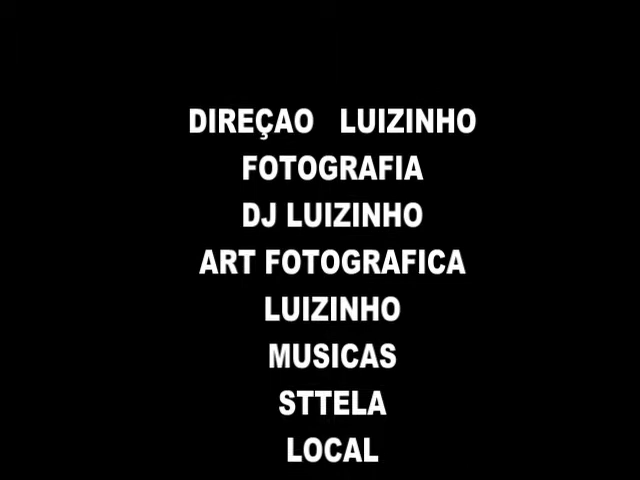 DIREÇAO LUIZINHO
FOTOGRAFIA
DJ LUIZINHO
ART FOTOGRAFICA
LUIZINHO
MUSICAS
STTELA
LOCAL